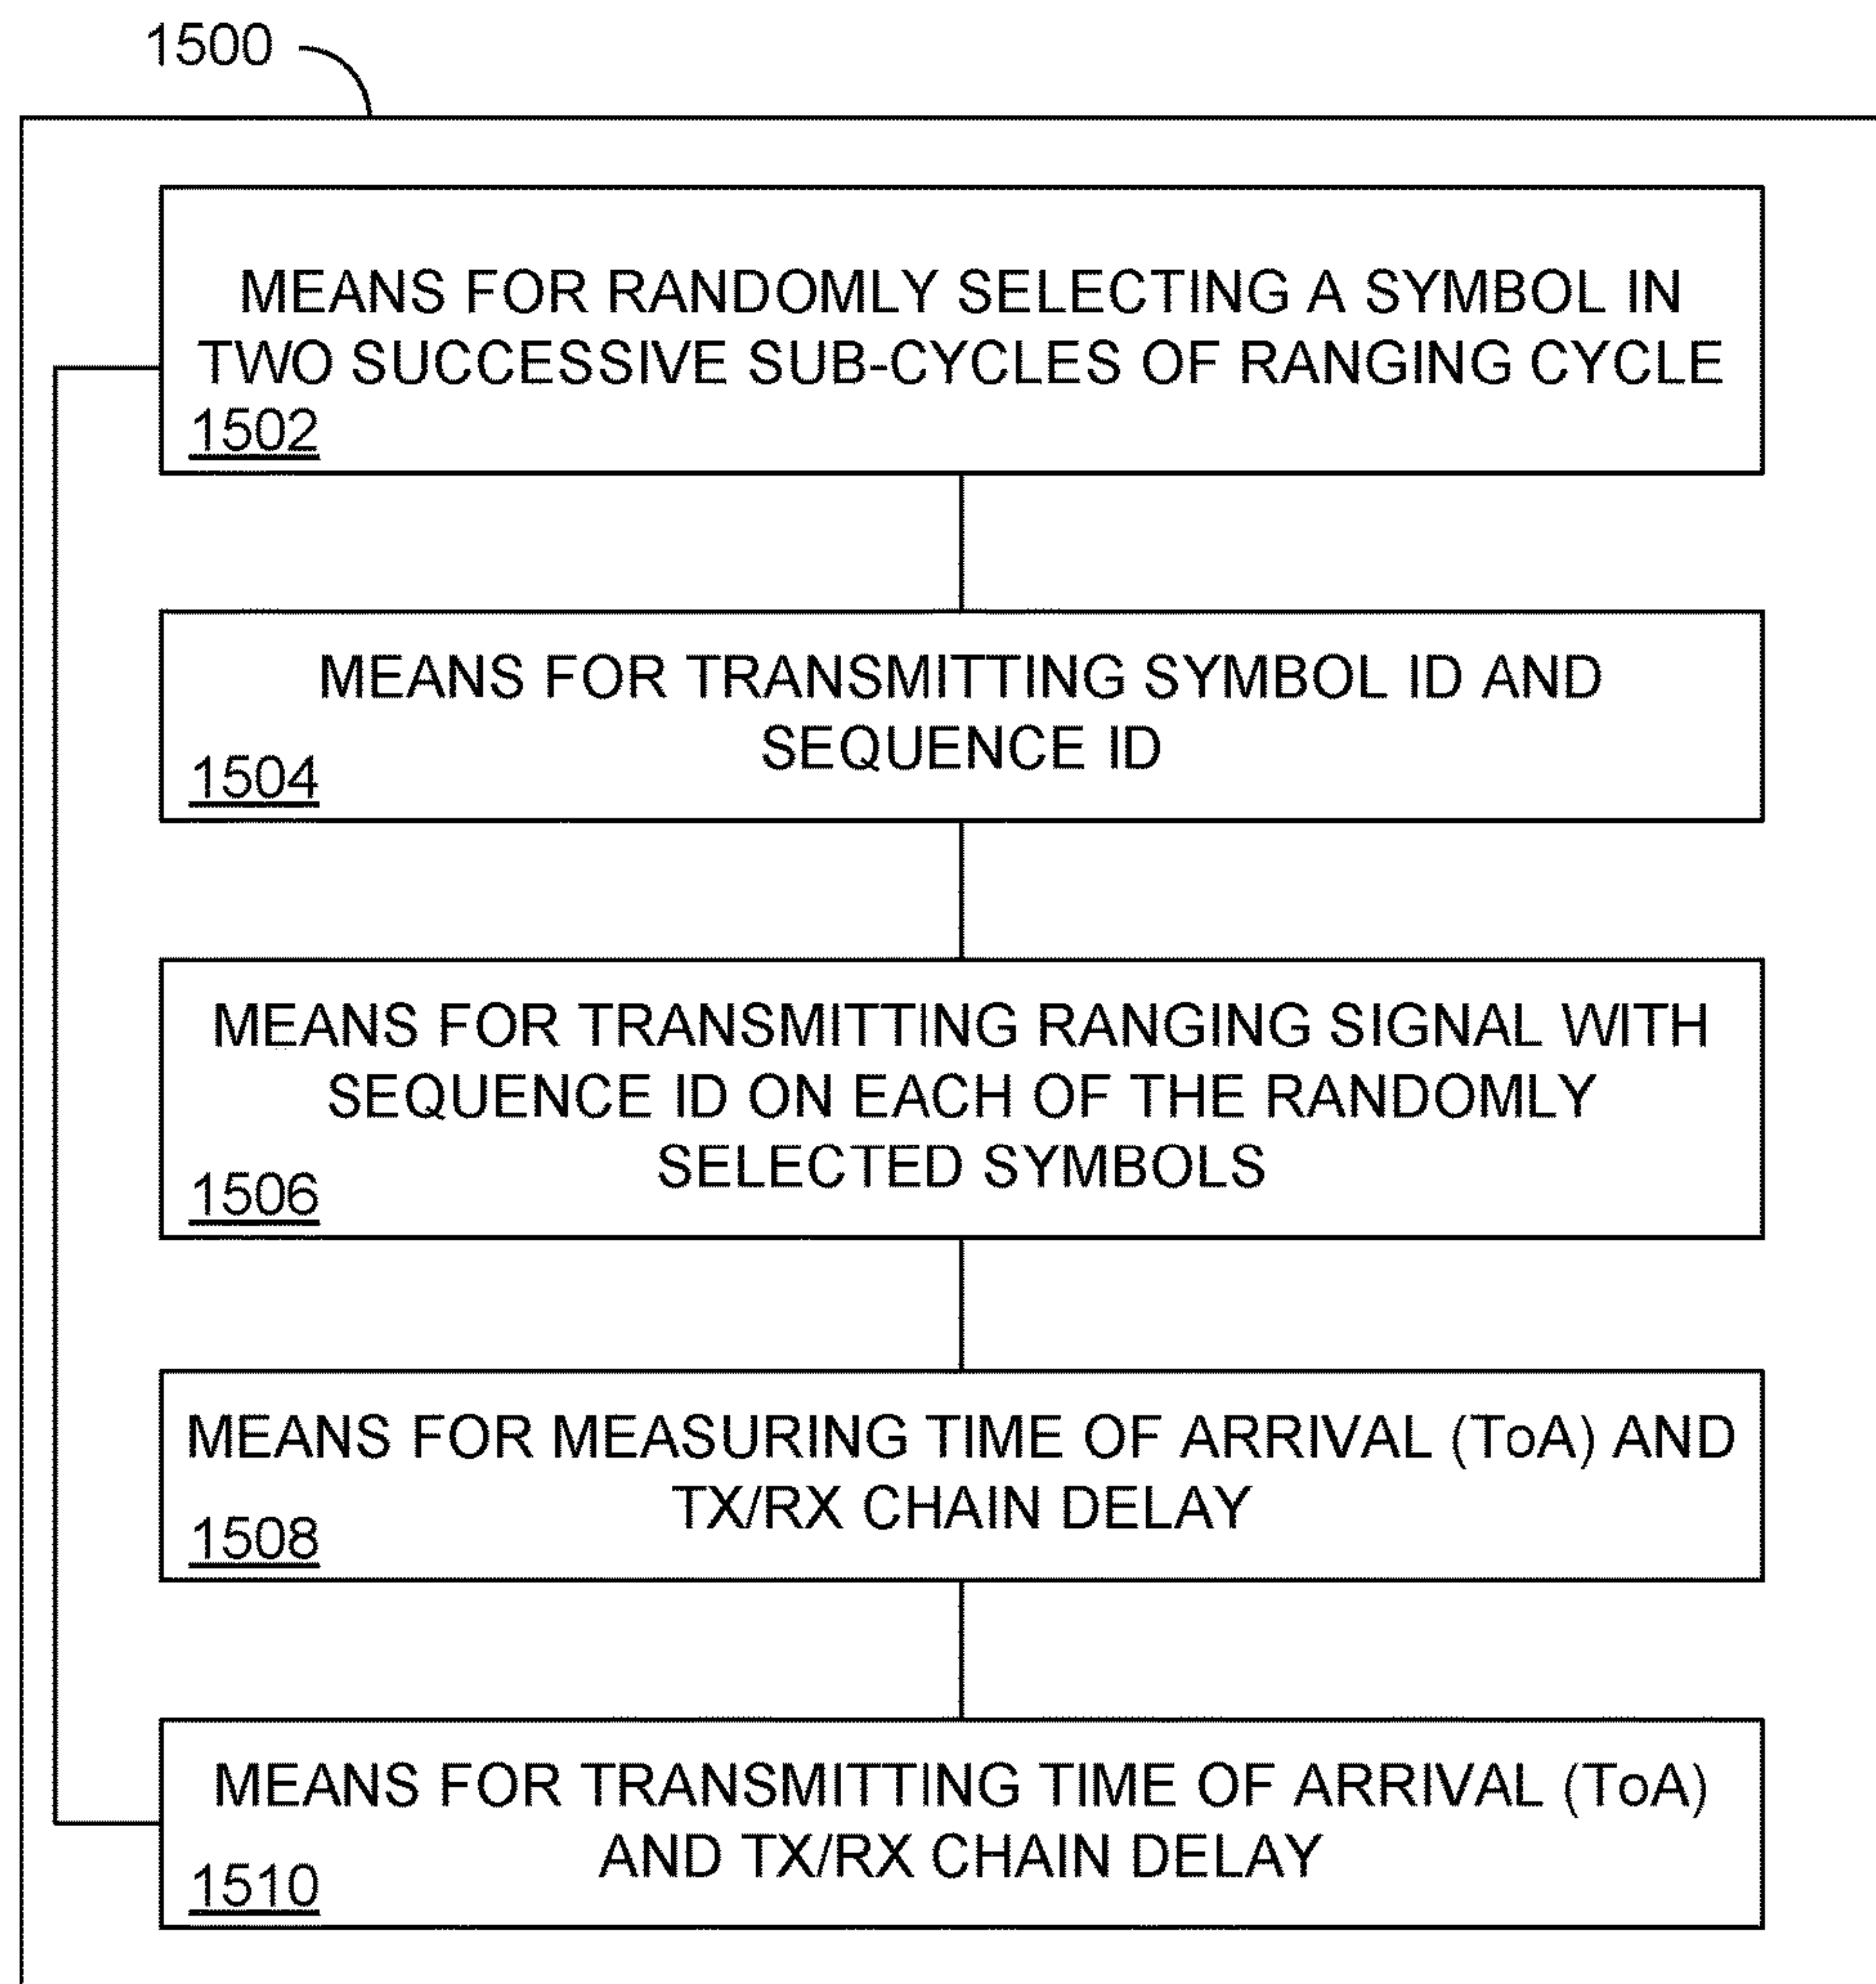 1500
MEANS FOR RANDOMLY SELECTING A SYMBOL IN
TWO SUCCESSIVE SUB-CYCLES OF RANGING CYCLE
1502
MEANS FOR TRANSMITTING SYMBOL ID AND
SEQUENCE ID
1504
MEANS FOR TRANSMITTING RANGING SIGNAL WITH
SEQUENCE ID ON EACH OF THE RANDOMLY
SELECTED SYMBOLS
1506
MEANS FOR MEASURING TIME OF ARRIVAL (ToA) AND
TX/RX CHAIN DELAY
1508
MEANS FOR TRANSMITTING TIME OF ARRIVAL (ToA)
AND TX/RX CHAIN DELAY
1510